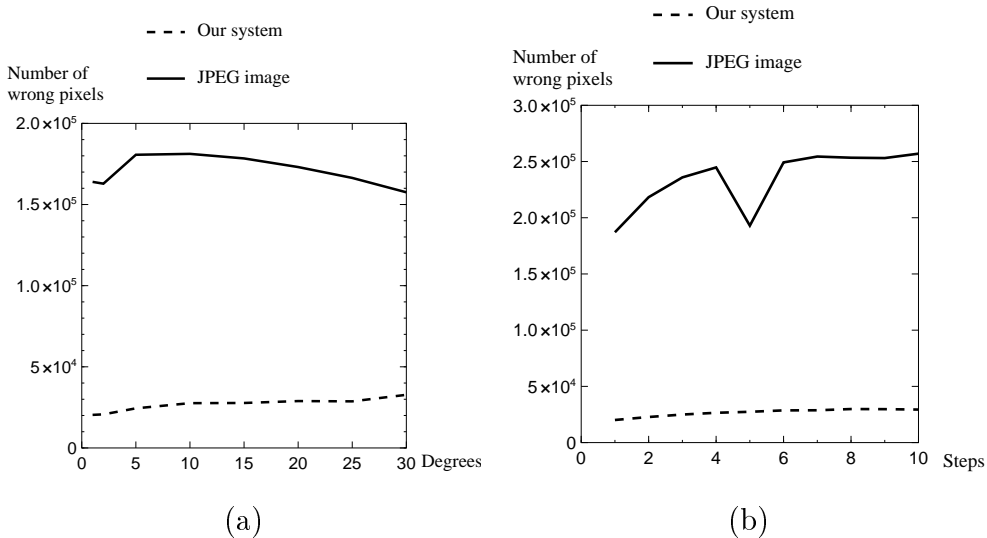 Our system
JPEG image
Number of
wrong pixels
2.0×10⁵
1.5×10⁵
1.0×10⁵
5×10⁴
0
0 5 10 15 20 25 30 Degrees
(a)
Our system
JPEG image
Number of
wrong pixels
3.0×10⁵
2.5×10⁵
2.0×10⁵
1.5×10⁵
1.0×10⁵
5×10⁴
0
0 2 4 6 8 10 Steps
(b)